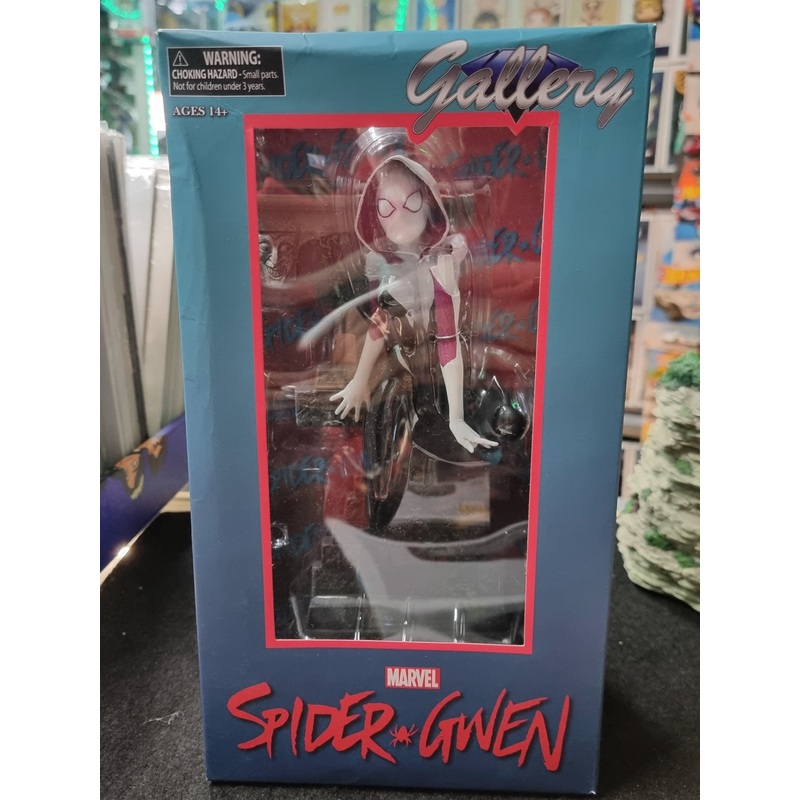 WARNING:
CHOKING HAZARD - Small parts.
Not for children under 3 years.
AGES 14+
Gallery
MARVEL
SPIDER GWEN